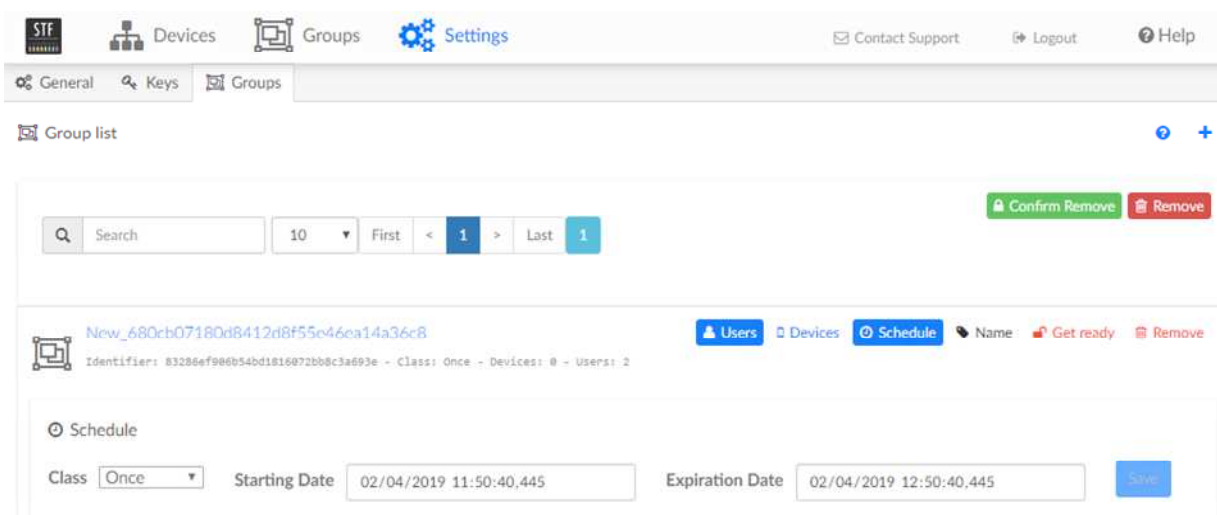 STF Devices Groups Settings Contact Support Logout Help
General Keys Groups
Group list
Confirm Remove Remove
Search 10 First < 1 > Last 1
New_680cb07180d8412d8f55e46ea14a36c8 Users Devices Schedule Name Get ready Remove
Identifier: 83286ef906b54bd1816072bb8c3a693e - Class: Once - Devices: 0 - Users: 2
Schedule
Class Once Starting Date 02/04/2019 11:50:40,445 Expiration Date 02/04/2019 12:50:40,445 Save